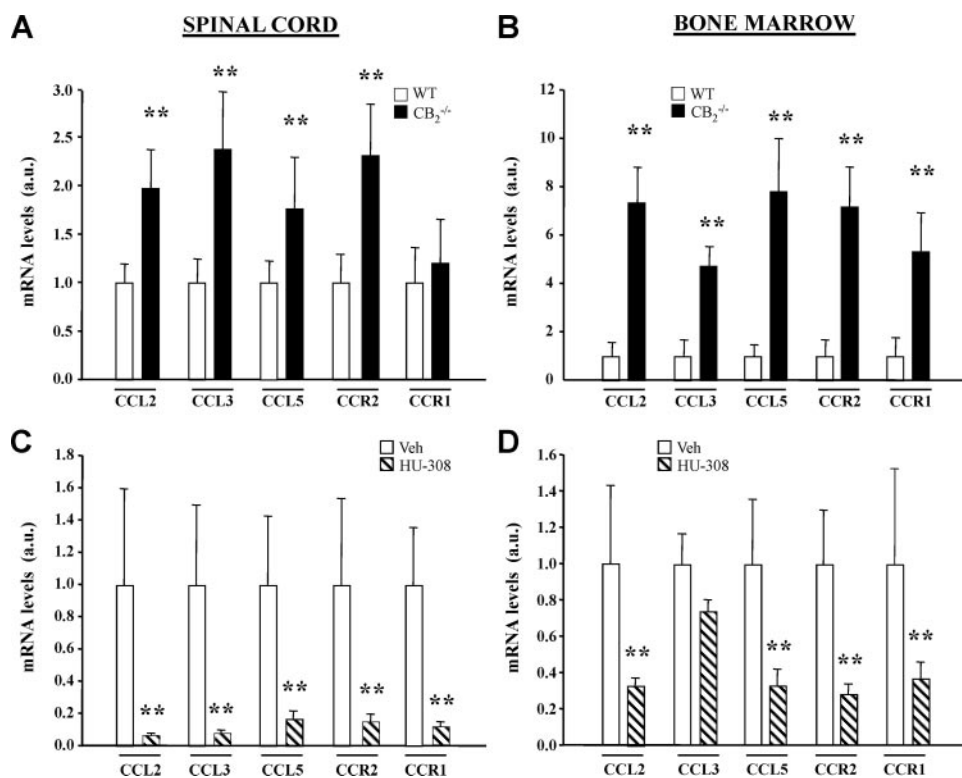 A
SPINAL CORD
WT
CB₂⁻/⁻
mRNA levels (a.u.)
3.0
2.5
2.0
1.5
1.0
0.5
0.0
**
**
**
**
CCL2 CCL3 CCL5 CCR2 CCR1
B
BONE MARROW
WT
CB₂⁻/⁻
mRNA levels (a.u.)
12
10
8
6
4
2
0
**
**
**
**
**
CCL2 CCL3 CCL5 CCR2 CCR1
C
Veh
HU-308
mRNA levels (a.u.)
1.8
1.6
1.4
1.2
1.0
0.8
0.6
0.4
0.2
0.0
**
**
**
**
**
CCL2 CCL3 CCL5 CCR2 CCR1
D
Veh
HU-308
mRNA levels (a.u.)
1.6
1.4
1.2
1.0
0.8
0.6
0.4
0.2
0.0
**
**
**
**
CCL2 CCL3 CCL5 CCR2 CCR1